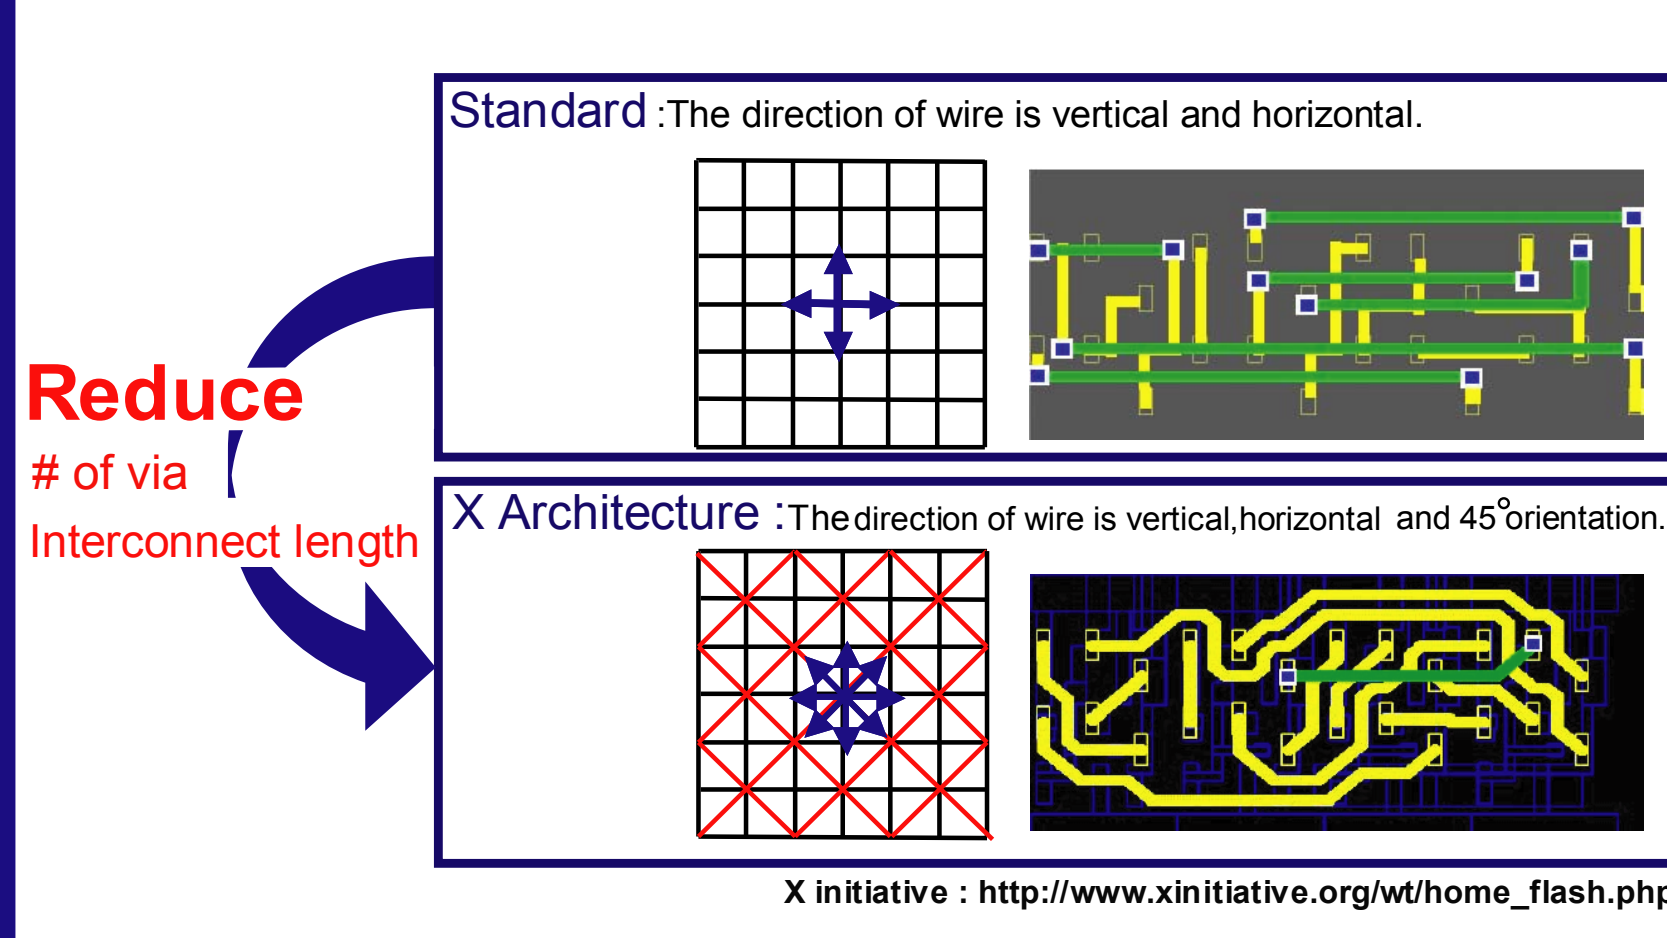 Standard :The direction of wire is vertical and horizontal.
Reduce
# of via
Interconnect length
X Architecture :The direction of wire is vertical,horizontal and 45°orientation.
X initiative : http://www.xinitiative.org/wt/home_flash.php